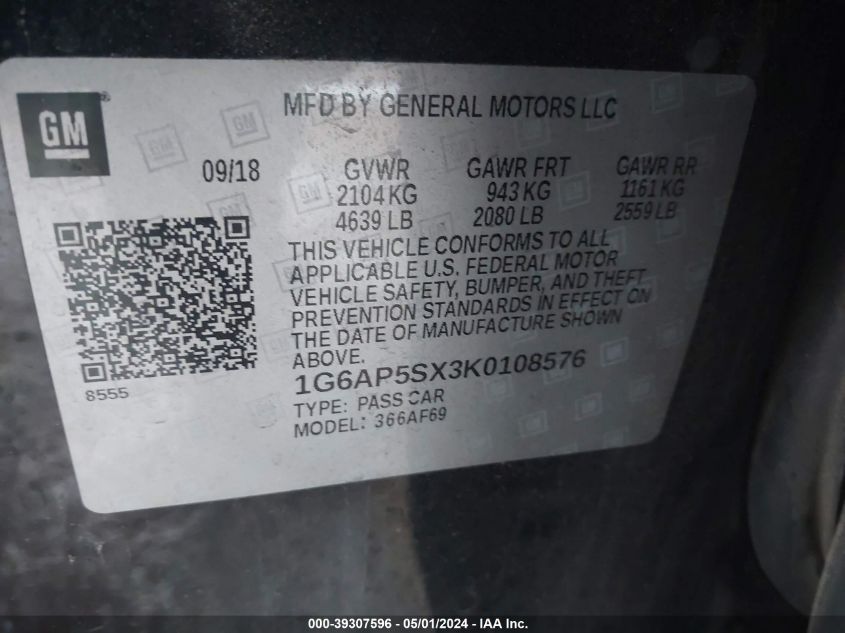 GM
MFD BY GENERAL MOTORS LLC
09/18
GVWR GAWR FRT GAWR RR
2104 KG 943 KG 1161 KG
4639 LB 2080 LB 2559 LB
THIS VEHICLE CONFORMS TO ALL
APPLICABLE U.S. FEDERAL MOTOR
VEHICLE SAFETY, BUMPER, AND THEFT
PREVENTION STANDARDS IN EFFECT ON
THE DATE OF MANUFACTURE SHOWN
ABOVE.
8555
1G6AP5SX3K0108576
TYPE: PASS CAR
MODEL: 366AF69
000-39307596 - 05/01/2024 - IAA Inc.